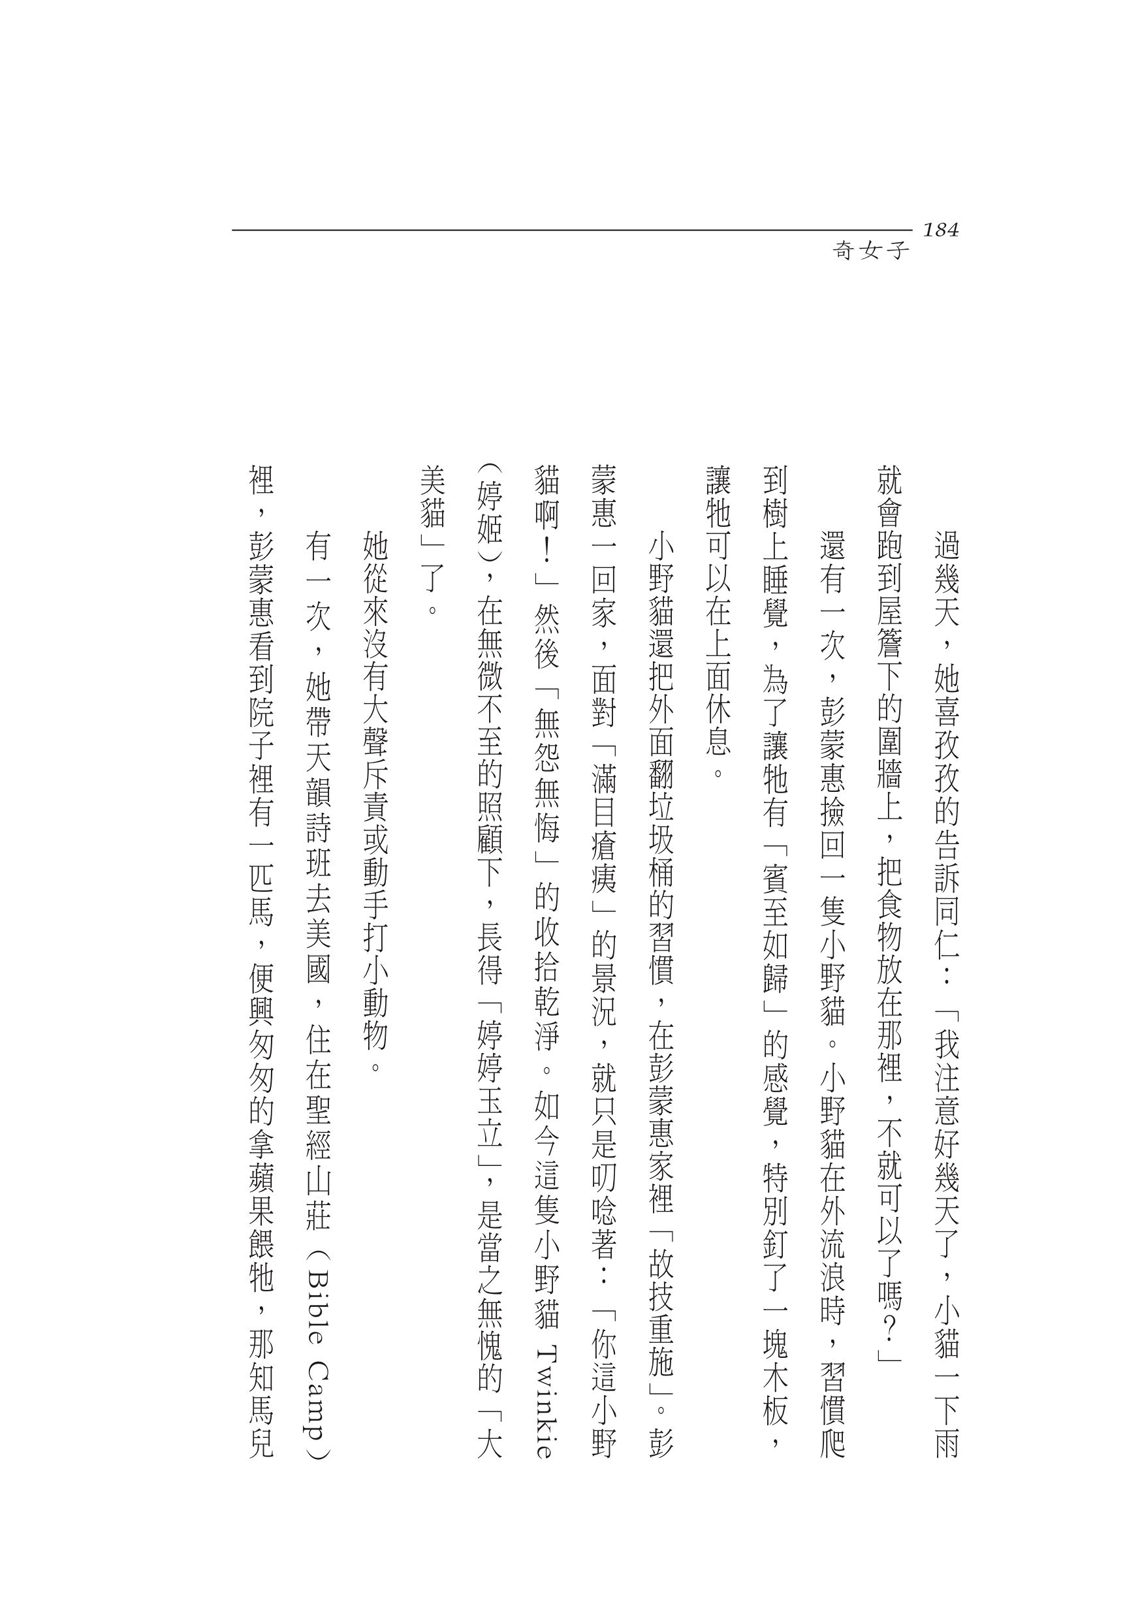 184
奇女子
過幾天，她喜孜孜的告訴同仁：「我注意好幾天了，小貓一下雨
就會跑到屋簷下的圍牆上，把食物放在那裡，不就可以了嗎？」
還有一次，彭蒙惠撿回一隻小野貓。小野貓在外流浪時，習慣爬
到樹上睡覺，為了讓牠有「賓至如歸」的感覺，特別釘了一塊木板，
讓牠可以在上面休息。
小野貓還把外面翻垃圾桶的習慣，在彭蒙惠家裡「故技重施」。彭
蒙惠一回家，面對「滿目瘡痍」的景況，就只是叨唸著：「你這小野
貓啊！」然後「無怨無悔」的收拾乾淨。如今這隻小野貓 Twinkie
（婷姬），在無微不至的照顧下，長得「婷婷玉立」，是當之無愧的「大
美貓」了。
她從來沒有大聲斥責或動手打小動物。
有一次，她帶天韻詩班去美國，住在聖經山莊（Bible Camp）
裡，彭蒙惠看到院子裡有一匹馬，便興匆匆的拿蘋果餵牠，那知馬兒